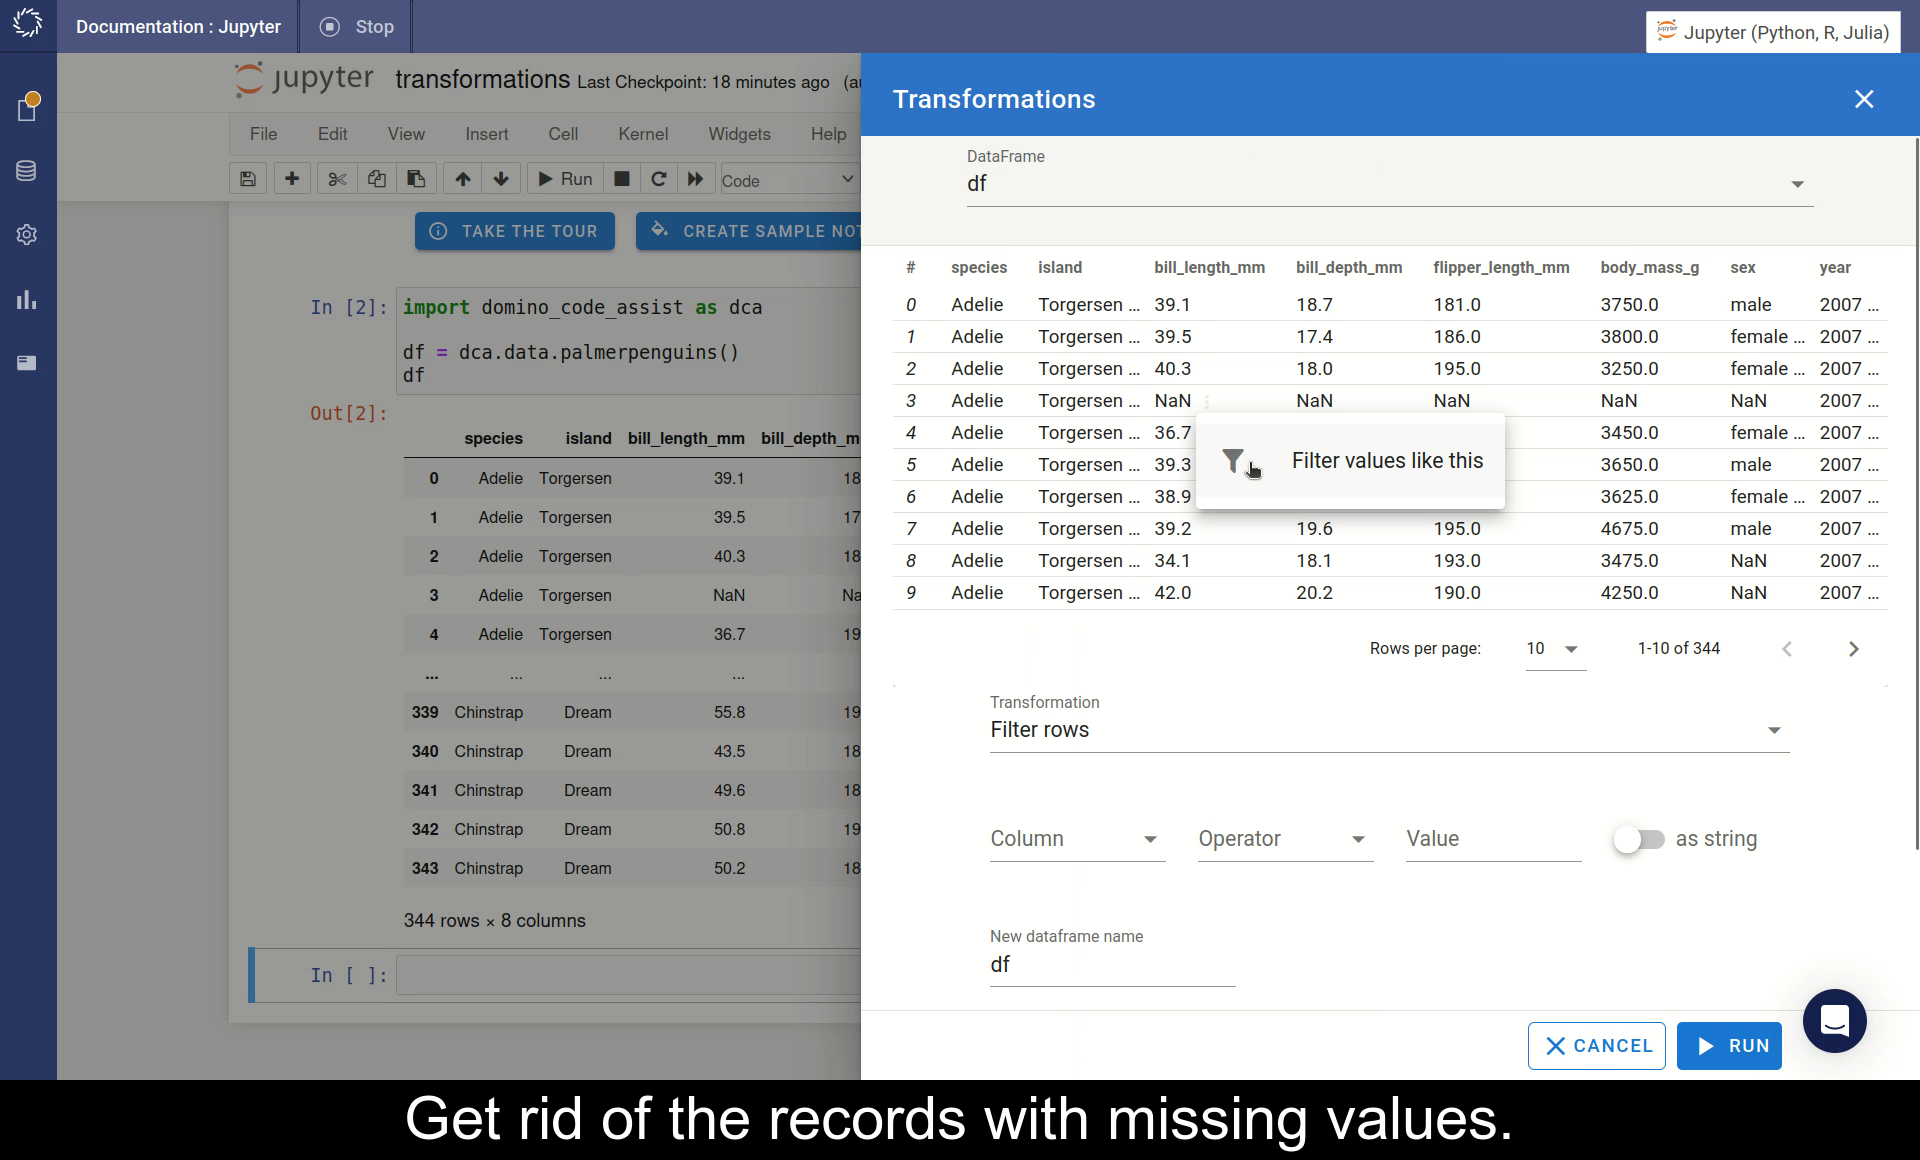 Documentation : Jupyter
Stop
Jupyter (Python, R, Julia)
jupyter transformations Last Checkpoint: 18 minutes ago (au
File Edit View Insert Cell Kernel Widgets Help
Run
Code
TAKE THE TOUR
CREATE SAMPLE NOT
In [2]: import domino_code_assist as dca
df = dca.data.palmerpenguins()
df
Out[2]:
species island bill_length_mm bill_depth_m
0 Adelie Torgersen 39.1 18
1 Adelie Torgersen 39.5 17
2 Adelie Torgersen 40.3 18
3 Adelie Torgersen NaN Na
4 Adelie Torgersen 36.7 19
... ... ... ...
339 Chinstrap Dream 55.8 19
340 Chinstrap Dream 43.5 18
341 Chinstrap Dream 49.6 18
342 Chinstrap Dream 50.8 19
343 Chinstrap Dream 50.2 18
344 rows × 8 columns
In [ ]:
Transformations
DataFrame
df
# species island bill_length_mm bill_depth_mm flipper_length_mm body_mass_g sex year
0 Adelie Torgersen ... 39.1 18.7 181.0 3750.0 male 2007 ...
1 Adelie Torgersen ... 39.5 17.4 186.0 3800.0 female ... 2007 ...
2 Adelie Torgersen ... 40.3 18.0 195.0 3250.0 female ... 2007 ...
3 Adelie Torgersen ... NaN NaN NaN NaN NaN 2007 ...
4 Adelie Torgersen ... 36.7 3450.0 female ... 2007 ...
5 Adelie Torgersen ... 39.3 3650.0 male 2007 ...
6 Adelie Torgersen ... 38.9 3625.0 female ... 2007 ...
7 Adelie Torgersen ... 39.2 19.6 195.0 4675.0 male 2007 ...
8 Adelie Torgersen ... 34.1 18.1 193.0 3475.0 NaN 2007 ...
9 Adelie Torgersen ... 42.0 20.2 190.0 4250.0 NaN 2007 ...
Filter values like this
Rows per page: 10 1-10 of 344
Transformation
Filter rows
Column Operator Value as string
New dataframe name
df
CANCEL RUN
Get rid of the records with missing values.